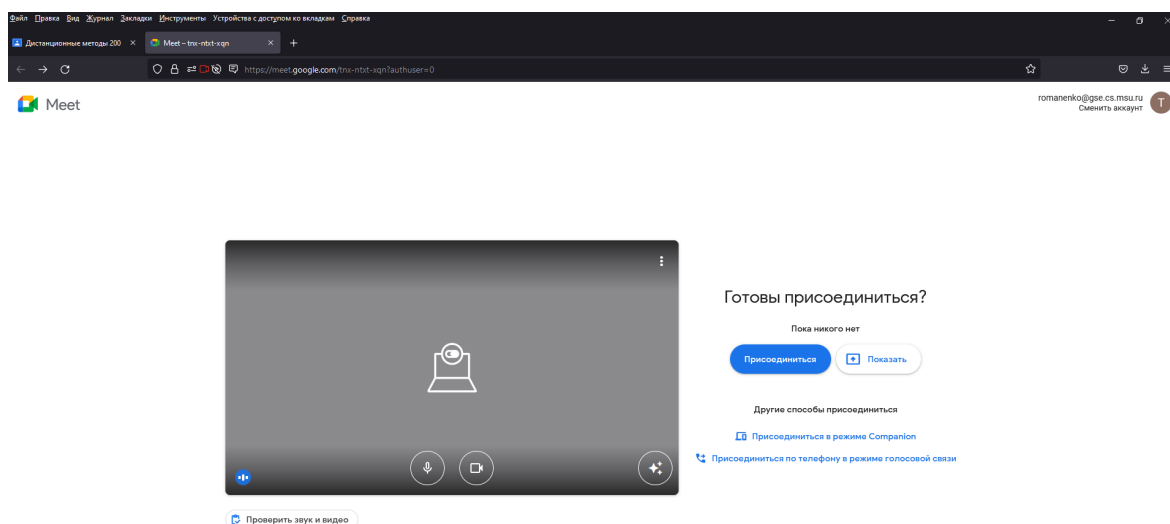 Файл Правка Вид Журнал Закладки Инструменты Устройства с доступом ко вкладкам Справка
Дистанционные методы 200
Meet – tnx-ntxt-xqn
https://meet.google.com/tnx-ntxt-xqn?authuser=0
Meet
romanenko@gse.cs.msu.ru
Сменить аккаунт
T
Готовы присоединиться?
Пока никого нет
Присоединиться
Показать
Другие способы присоединиться
Присоединиться в режиме Companion
Присоединиться по телефону в режиме голосовой связи
Проверить звук и видео